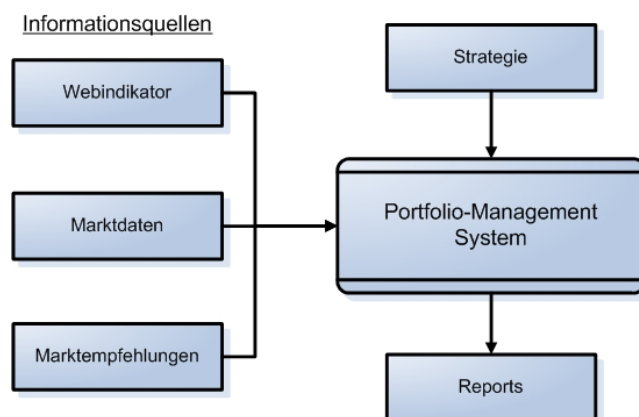 Informationsquellen
Webindikator
Marktdaten
Marktempfehlungen
Strategie
Portfolio-Management
System
Reports